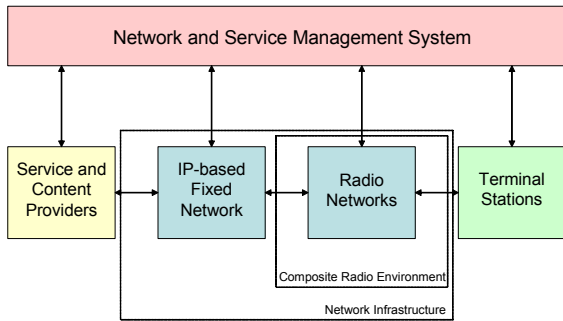 Network and Service Management System
Service and
Content
Providers
IP-based
Fixed
Network
Radio
Networks
Terminal
Stations
Composite Radio Environment
Network Infrastructure